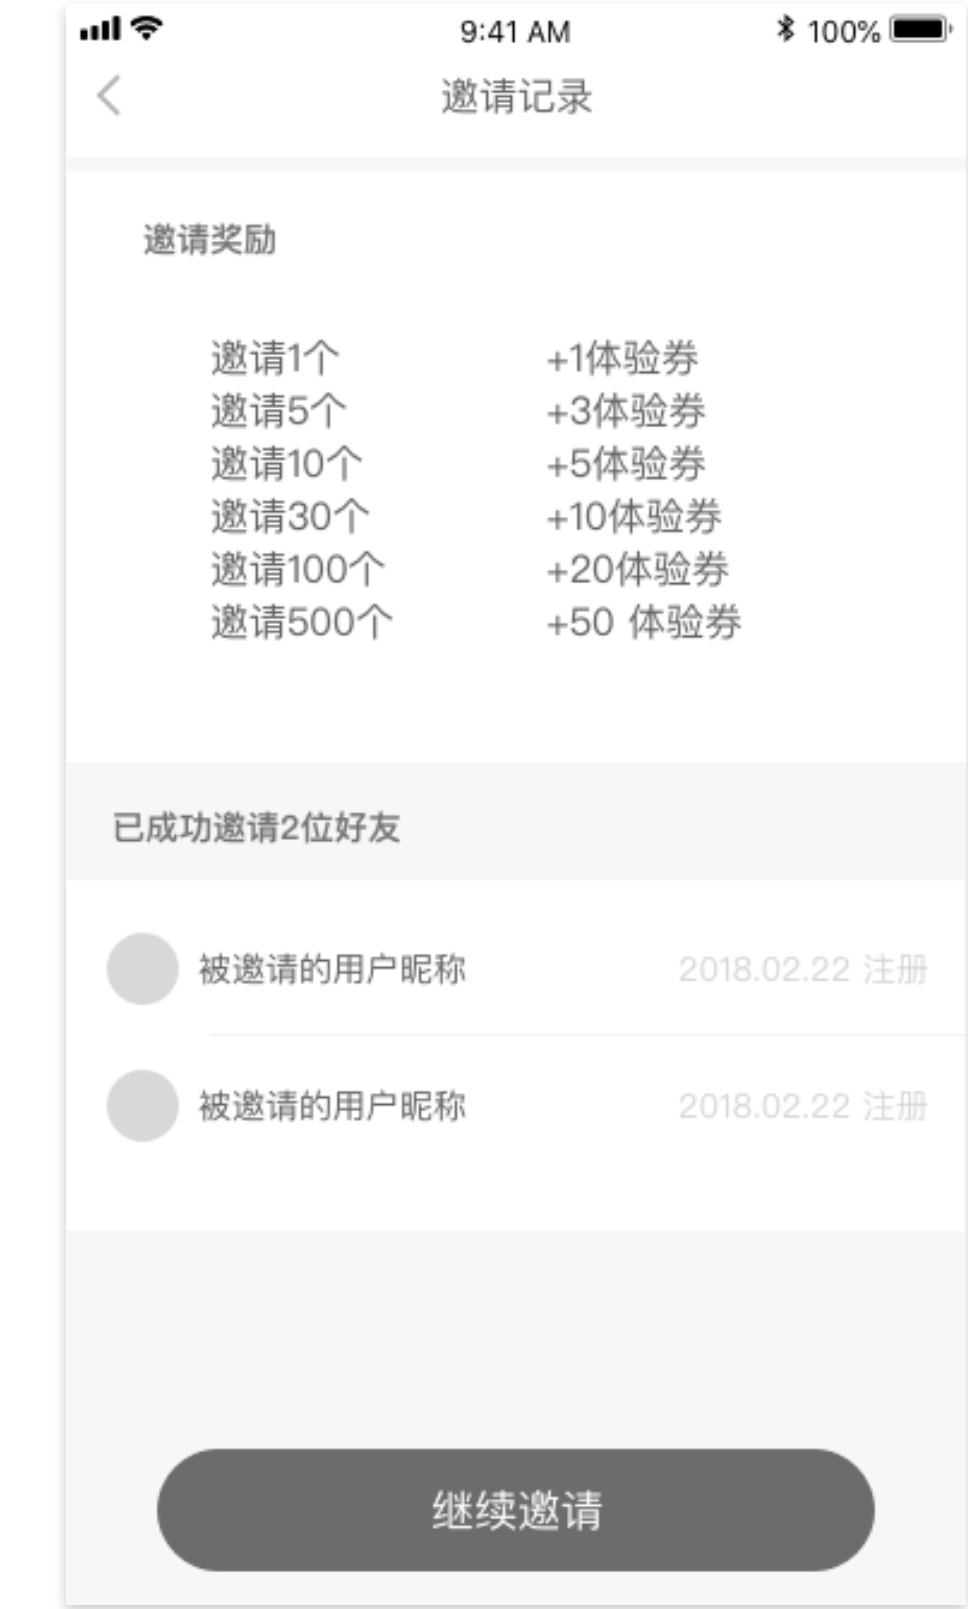 9:41 AM 100%
邀请记录
邀请奖励
邀请1个 +1体验券
邀请5个 +3体验券
邀请10个 +5体验券
邀请30个 +10体验券
邀请100个 +20体验券
邀请500个 +50 体验券
已成功邀请2位好友
被邀请的用户昵称 2018.02.22 注册
被邀请的用户昵称 2018.02.22 注册
继续邀请